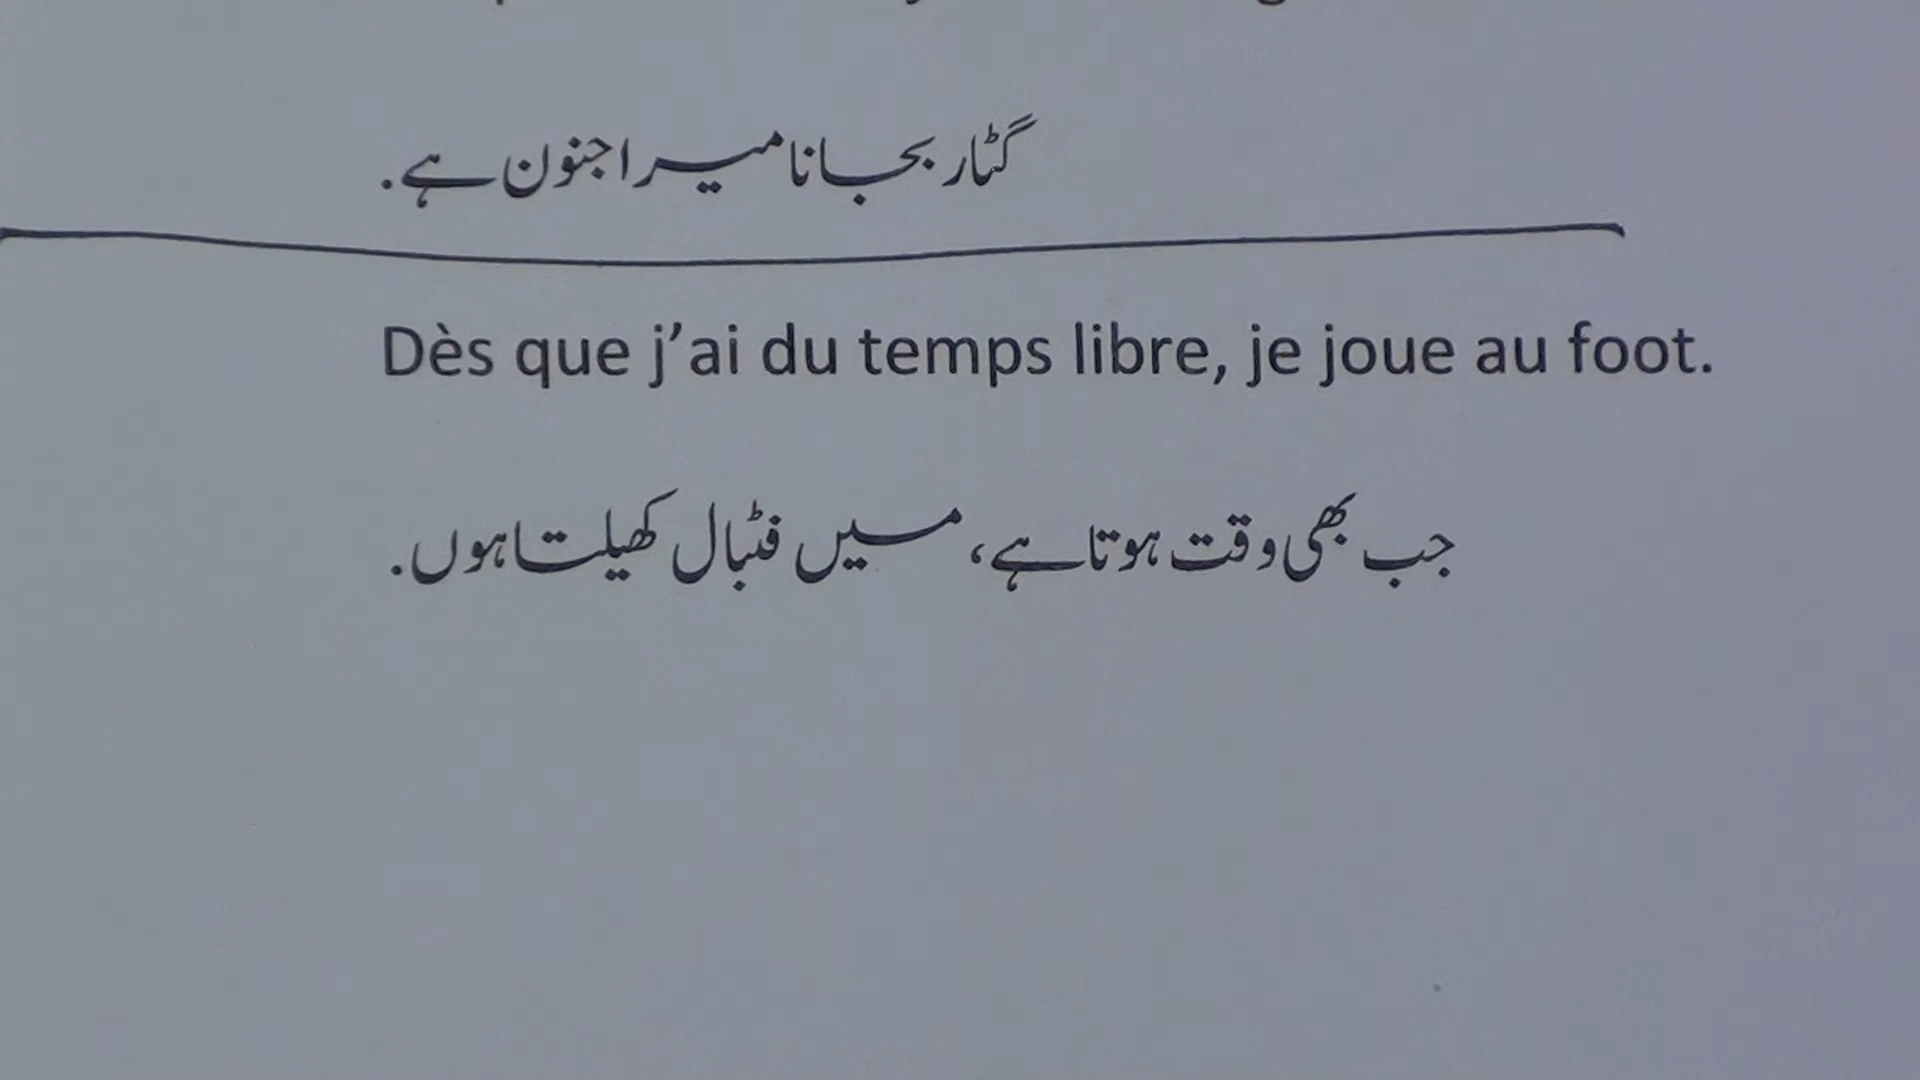 گٹار بجانا میرا جنون ہے.
Dès que j’ai du temps libre, je joue au foot.
جب بھی وقت ہوتا ہے، میں فٹبال کھیلتا ہوں.